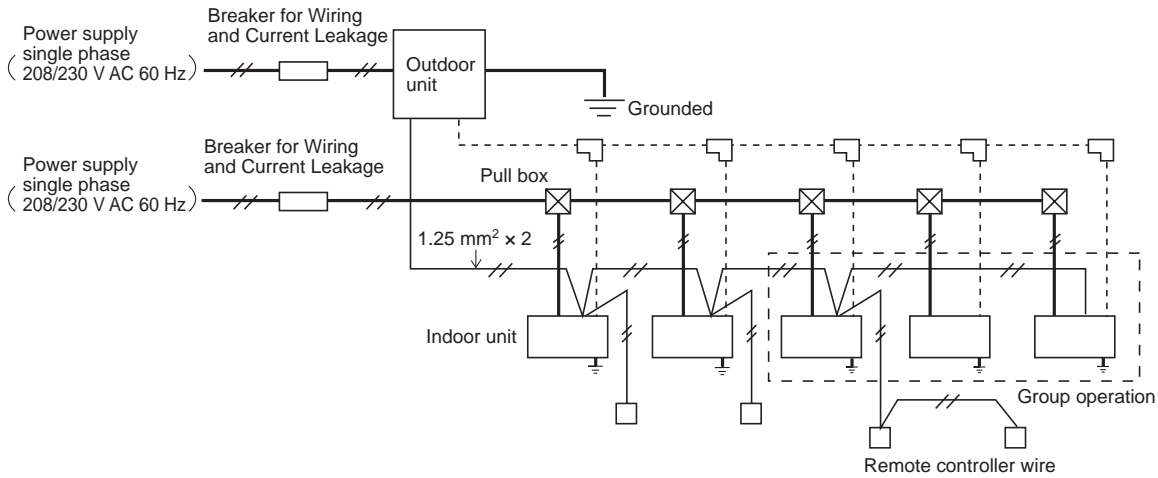 Power supply
single phase
(208/230 V AC 60 Hz)
Breaker for Wiring
and Current Leakage
Outdoor
unit
Grounded
Power supply
single phase
(208/230 V AC 60 Hz)
Breaker for Wiring
and Current Leakage
Pull box
1.25 mm² × 2
Indoor unit
Group operation
Remote controller wire